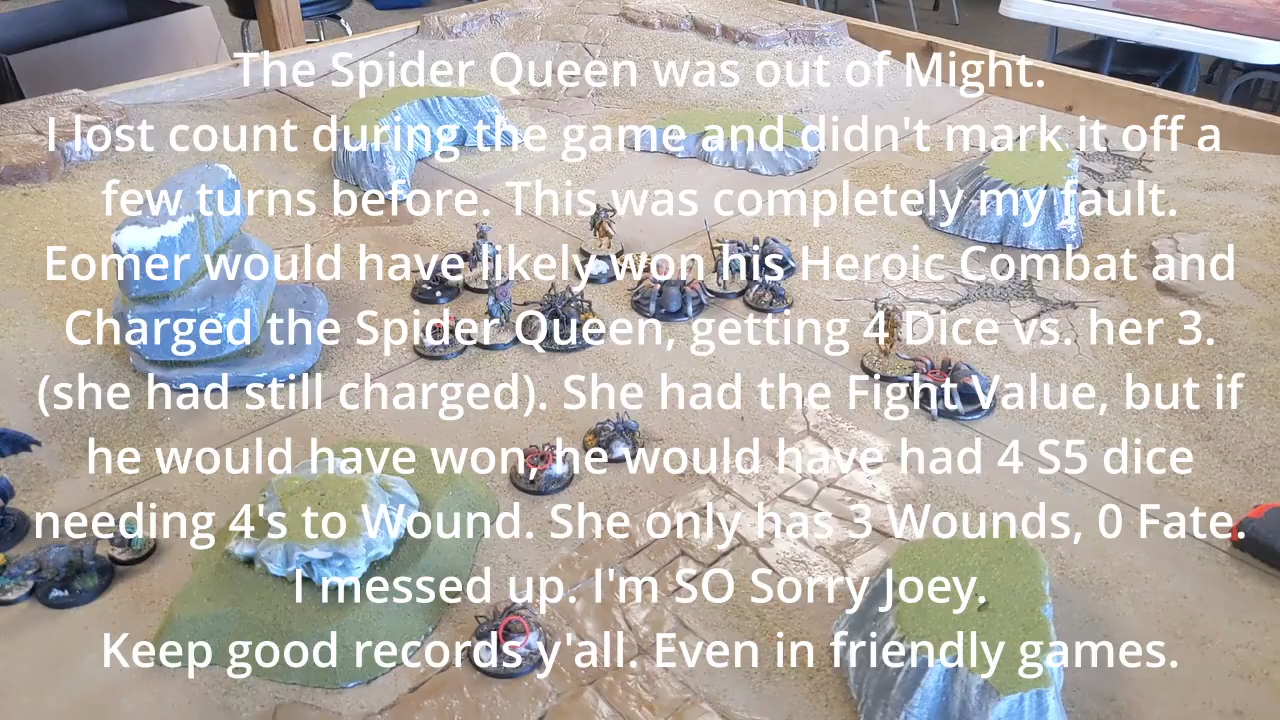 The Spider Queen was out of Might.
I lost count during the game and didn't mark it off a
few turns before. This was completely my fault.
Eomer would have likely won his Heroic Combat and
Charged the Spider Queen, getting 4 Dice vs. her 3.
(she had still charged). She had the Fight Value, but if
he would have won, he would have had 4 S5 dice
needing 4's to Wound. She only has 3 Wounds, 0 Fate.
I messed up. I'm SO Sorry Joey.
Keep good records y'all. Even in friendly games.